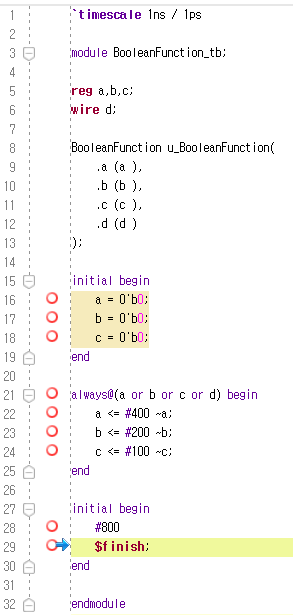 1 `timescale 1ns / 1ps
2
3 module BooleanFunction_tb;
4
5 reg a,b,c;
6 wire d;
7
8 BooleanFunction u_BooleanFunction(
9 .a (a ),
10 .b (b ),
11 .c (c ),
12 .d (d )
13 );
14
15 initial begin
16 a = 0'b0;
17 b = 0'b0;
18 c = 0'b0;
19 end
20
21 always@(a or b or c or d) begin
22 a <= #400 ~a;
23 b <= #200 ~b;
24 c <= #100 ~c;
25 end
26
27 initial begin
28 #800
29 $finish;
30 end
31
32 endmodule